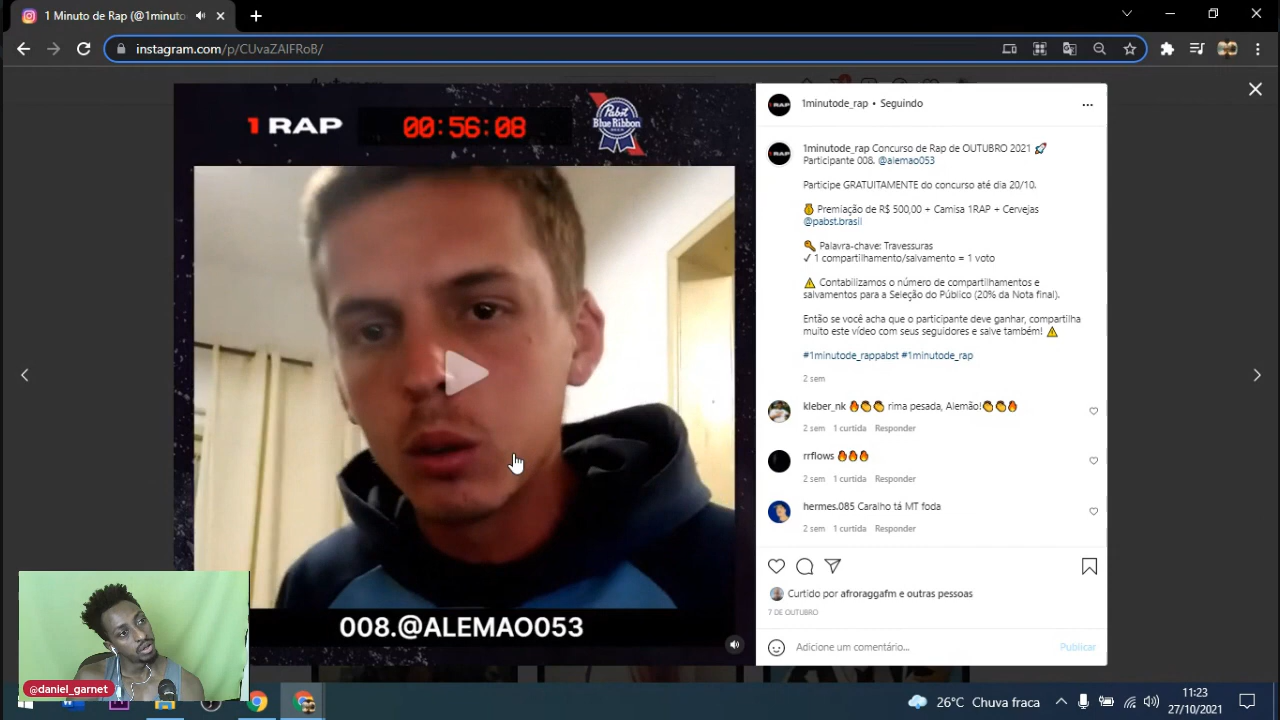 1 Minuto de Rap (@1minuto
instagram.com/p/CUvaZAIFRoB/
1 RAP
00:56:08
Pabst
Blue Ribbon
008.@ALEMAO053
1minutode_rap • Seguindo
1minutode_rap Concurso de Rap de OUTUBRO 2021 🚀
Participante 008. @alemao053
Participe GRATUITAMENTE do concurso até dia 20/10.
🏅 Premiação de R$ 500,00 + Camisa 1RAP + Cervejas
@pabst.brasil
🔑 Palavra-chave: Travessuras
✓ 1 compartilhamento/salvamento = 1 voto
⚠️ Contabilizamos o número de compartilhamentos e
salvamentos para a Seleção do Público (20% da Nota final).
Então se você acha que o participante deve ganhar, compartilha
muito este vídeo com seus seguidores e salve também! ⚠️
#1minutode_rappabst #1minutode_rap
2 sem
kleber_nk 🔥👏👏 rima pesada, Alemão!👏👏🔥
2 sem 1 curtida Responder
rrflows 🔥🔥🔥
2 sem 1 curtida Responder
hermes.085 Caralho tá MT foda
2 sem 1 curtida Responder
Curtido por afroraggafm e outras pessoas
7 DE OUTUBRO
Adicione um comentário...
Publicar
@daniel_garnet
26°C Chuva fraca
11:23
27/10/2021